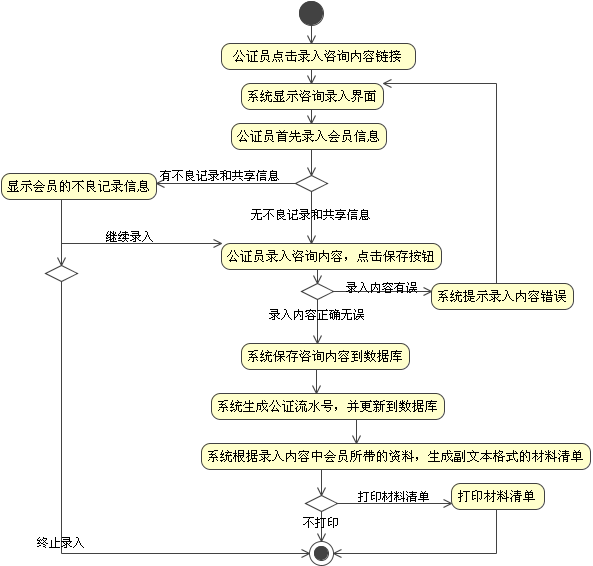 公证员点击录入咨询内容链接
系统显示咨询录入界面
公证员首先录入会员信息
有不良记录和共享信息
显示会员的不良记录信息
无不良记录和共享信息
继续录入
公证员录入咨询内容，点击保存按钮
录入内容有误
系统提示录入内容错误
录入内容正确无误
系统保存咨询内容到数据库
系统生成公证流水号，并更新到数据库
系统根据录入内容中会员所带的资料，生成副文本格式的材料清单
打印材料清单
打印材料清单
不打印
终止录入